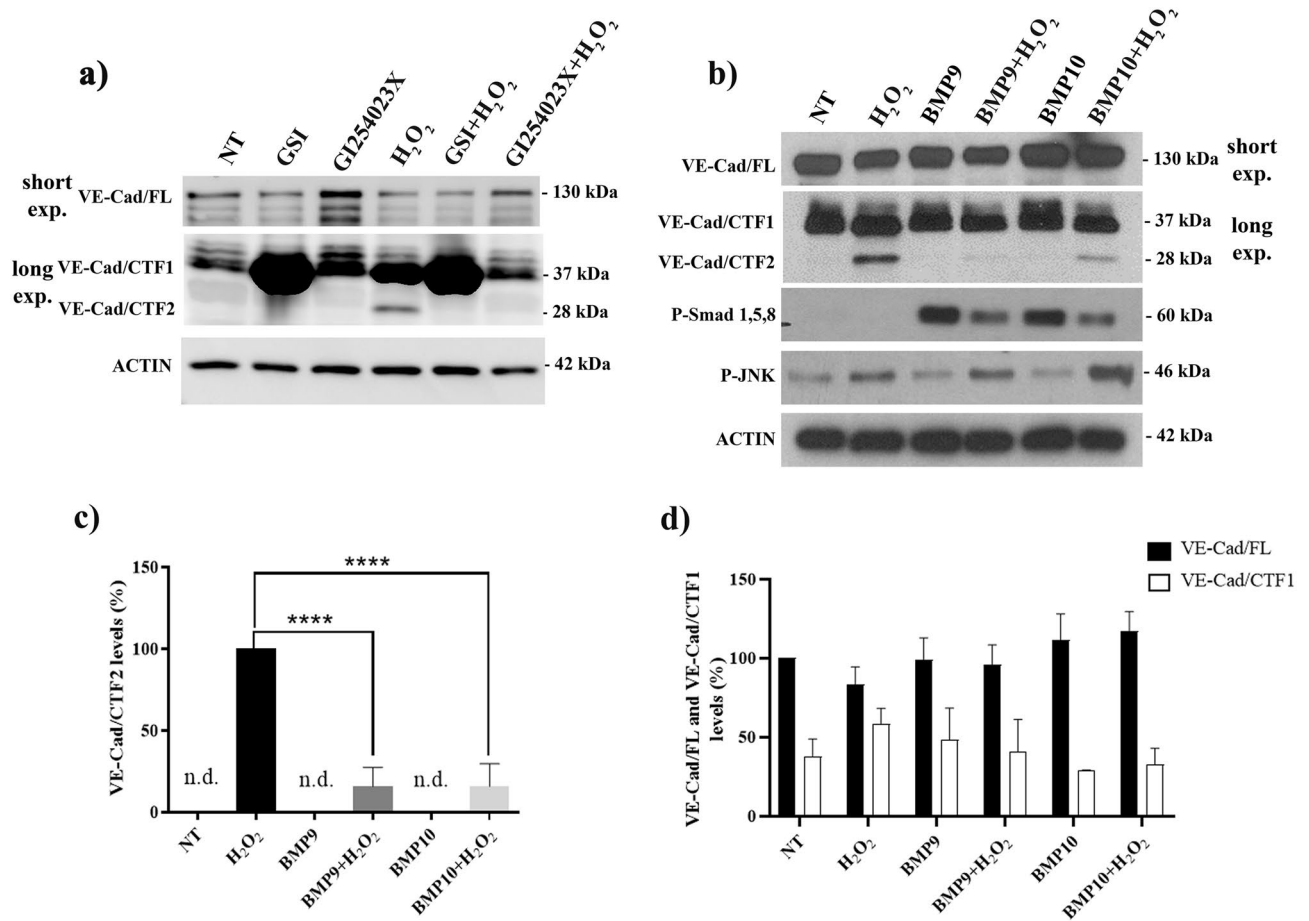 a)
NT
GSI
GI254023X
H2O2
GSI+H2O2
GI254023X+H2O2
short exp.
VE-Cad/FL
- 130 kDa
long exp.
VE-Cad/CTF1
- 37 kDa
VE-Cad/CTF2
- 28 kDa
ACTIN
- 42 kDa
b)
NT
H2O2
BMP9
BMP9+H2O2
BMP10
BMP10+H2O2
VE-Cad/FL
- 130 kDa
short exp.
VE-Cad/CTF1
- 37 kDa
long exp.
VE-Cad/CTF2
- 28 kDa
P-Smad 1,5,8
- 60 kDa
P-JNK
- 46 kDa
ACTIN
- 42 kDa
c)
VE-Cad/CTF2 levels (%)
150
100
50
0
****
****
n.d.
n.d.
n.d.
NT
H2O2
BMP9
BMP9+H2O2
BMP10
BMP10+H2O2
d)
VE-Cad/FL
VE-Cad/CTF1
VE-Cad/FL and VE-Cad/CTF1
levels (%)
150
100
50
0
NT
H2O2
BMP9
BMP9+H2O2
BMP10
BMP10+H2O2